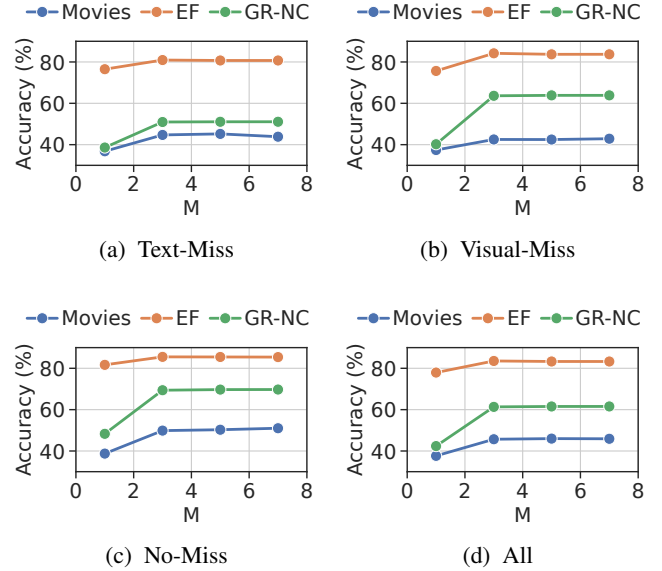 Movies EF GR-NC
Accuracy (%)
80
60
40
0 2 4 6 8
M
(a) Text-Miss
Movies EF GR-NC
Accuracy (%)
80
60
40
0 2 4 6 8
M
(b) Visual-Miss
Movies EF GR-NC
Accuracy (%)
80
60
40
0 2 4 6 8
M
(c) No-Miss
Movies EF GR-NC
Accuracy (%)
80
60
40
0 2 4 6 8
M
(d) All